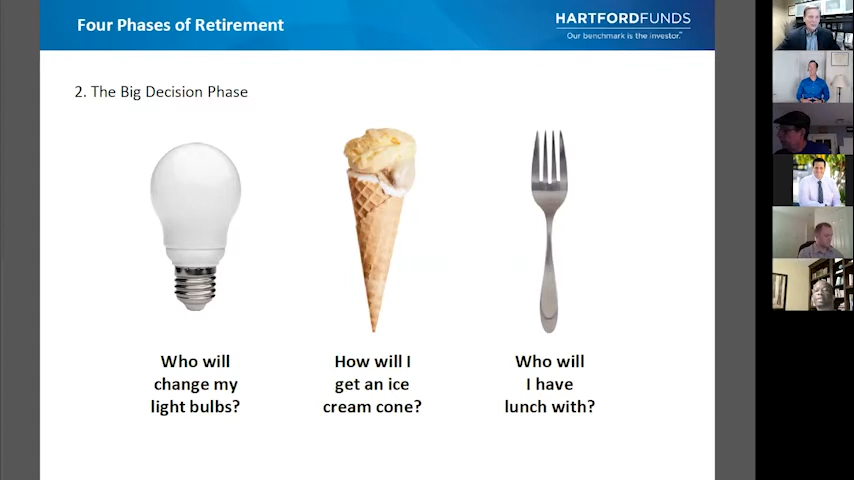 Four Phases of Retirement
HARTFORDFUNDS
Our benchmark is the investor.℠
2. The Big Decision Phase
Who will
change my
light bulbs?
How will I
get an ice
cream cone?
Who will
I have
lunch with?